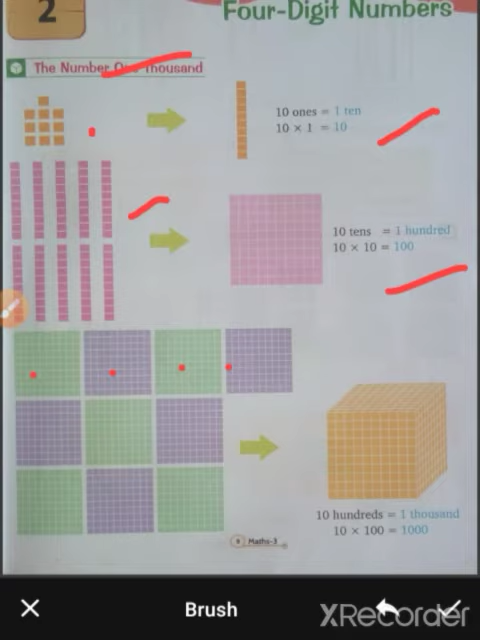 2
Four-Digit Numbers
The Number One Thousand
10 ones = 1 ten
10 × 1 = 10
10 tens = 1 hundred
10 × 10 = 100
10 hundreds = 1 thousand
10 × 100 = 1000
8 Maths-3
Brush
XRecorder